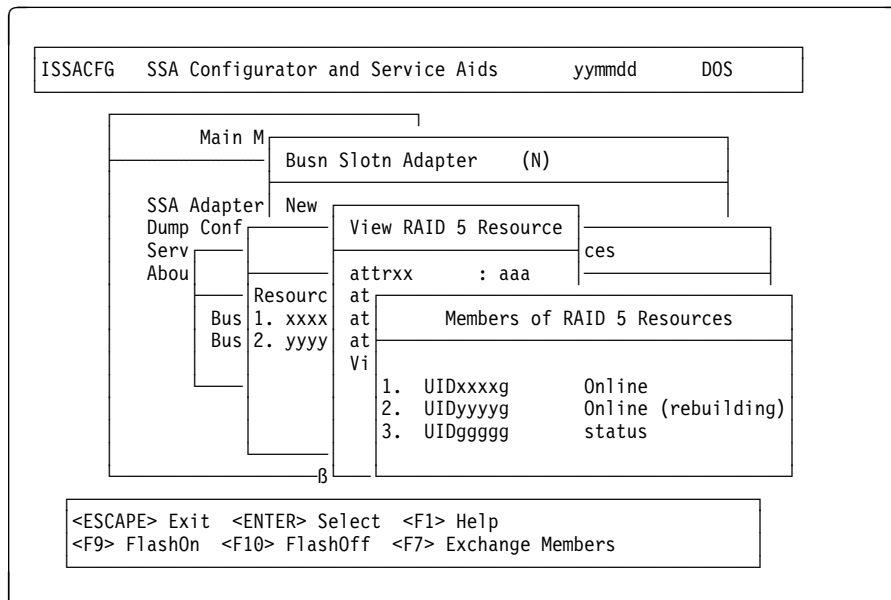 ISSACFG SSA Configurator and Service Aids yymmdd DOS
Main M
Busn Slotn Adapter (N)
SSA Adapter New
Dump Conf View RAID 5 Resource
Serv ces
Abou attrxx : aaa
Resourc at
Bus 1. xxxx at Members of RAID 5 Resources
Bus 2. yyyy at
Vi
1. UIDxxxxg Online
2. UIDyyyyg Online (rebuilding)
3. UIDggggg status
ß
<ESCAPE> Exit <ENTER> Select <F1> Help
<F9> FlashOn <F10> FlashOff <F7> Exchange Members